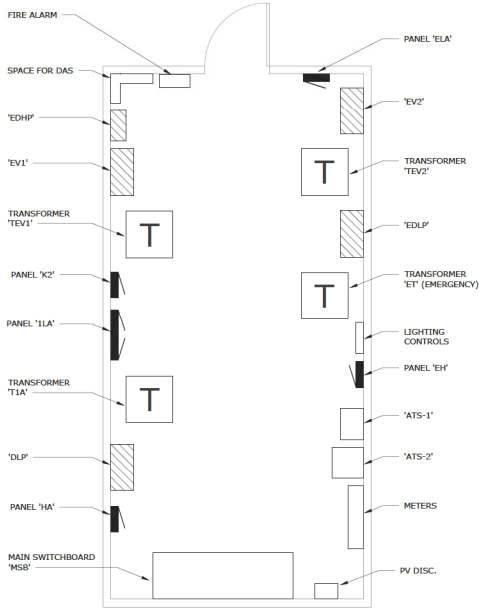 FIRE ALARM
SPACE FOR DAS
'EDHP'
'EV1'
TRANSFORMER
'TEV1'
T
PANEL 'K2'
PANEL '1LA'
TRANSFORMER
'T1A'
T
'DLP'
PANEL 'HA'
MAIN SWITCHBOARD
'MSB'
PANEL 'ELA'
'EV2'
T
TRANSFORMER
'TEV2'
'EDLP'
T
TRANSFORMER
'ET' (EMERGENCY)
LIGHTING
CONTROLS
PANEL 'EH'
'ATS-1'
'ATS-2'
METERS
PV DISC.